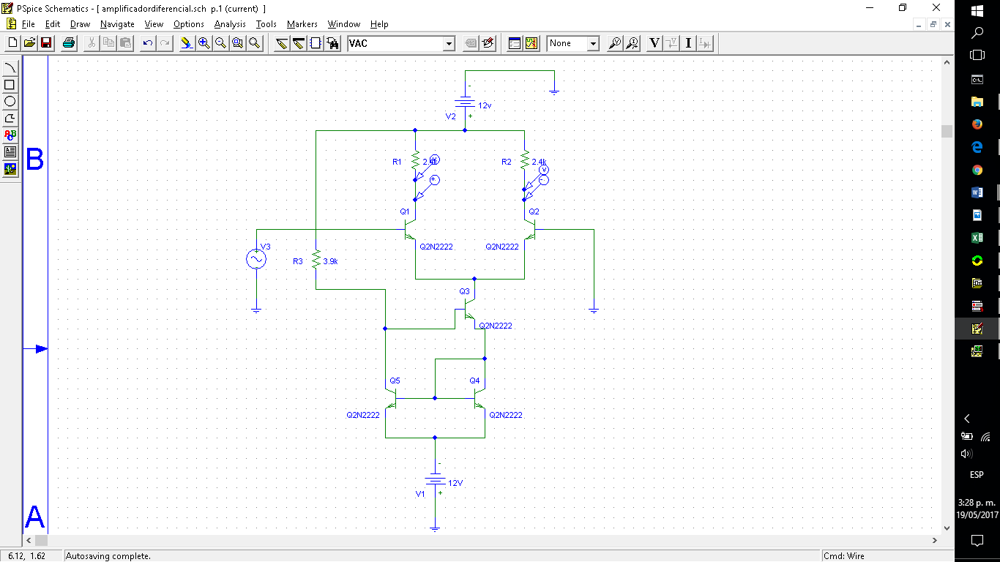 PSpice Schematics - [ amplificadordiferencial.sch p.1 (current) ]
File Edit Draw Navigate View Options Analysis Tools Markers Window Help
VAC
None
V I
ABC
B
A
-
12v
V2
+
R1
R2 2.4k
V
+
V
-
Q1
Q2
Q2N2222
Q2N2222
V3
+
R3 3.9k
Q3
Q2N2222
Q5
Q4
Q2N2222
Q2N2222
-
12V
V1
+
ESP
3:28 p. m.
19/05/2017
6.12, 1.62
Autosaving complete.
Cmd: Wire